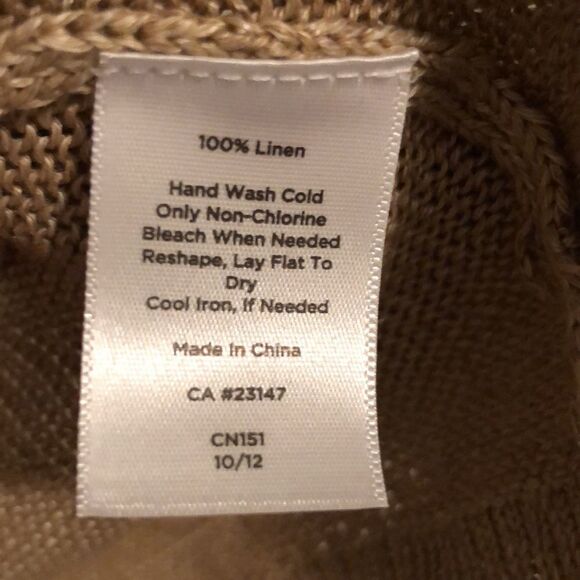 100% Linen
Hand Wash Cold
Only Non-Chlorine
Bleach When Needed
Reshape, Lay Flat To
Dry
Cool Iron, If Needed
Made In China
CA #23147
CN151
10/12